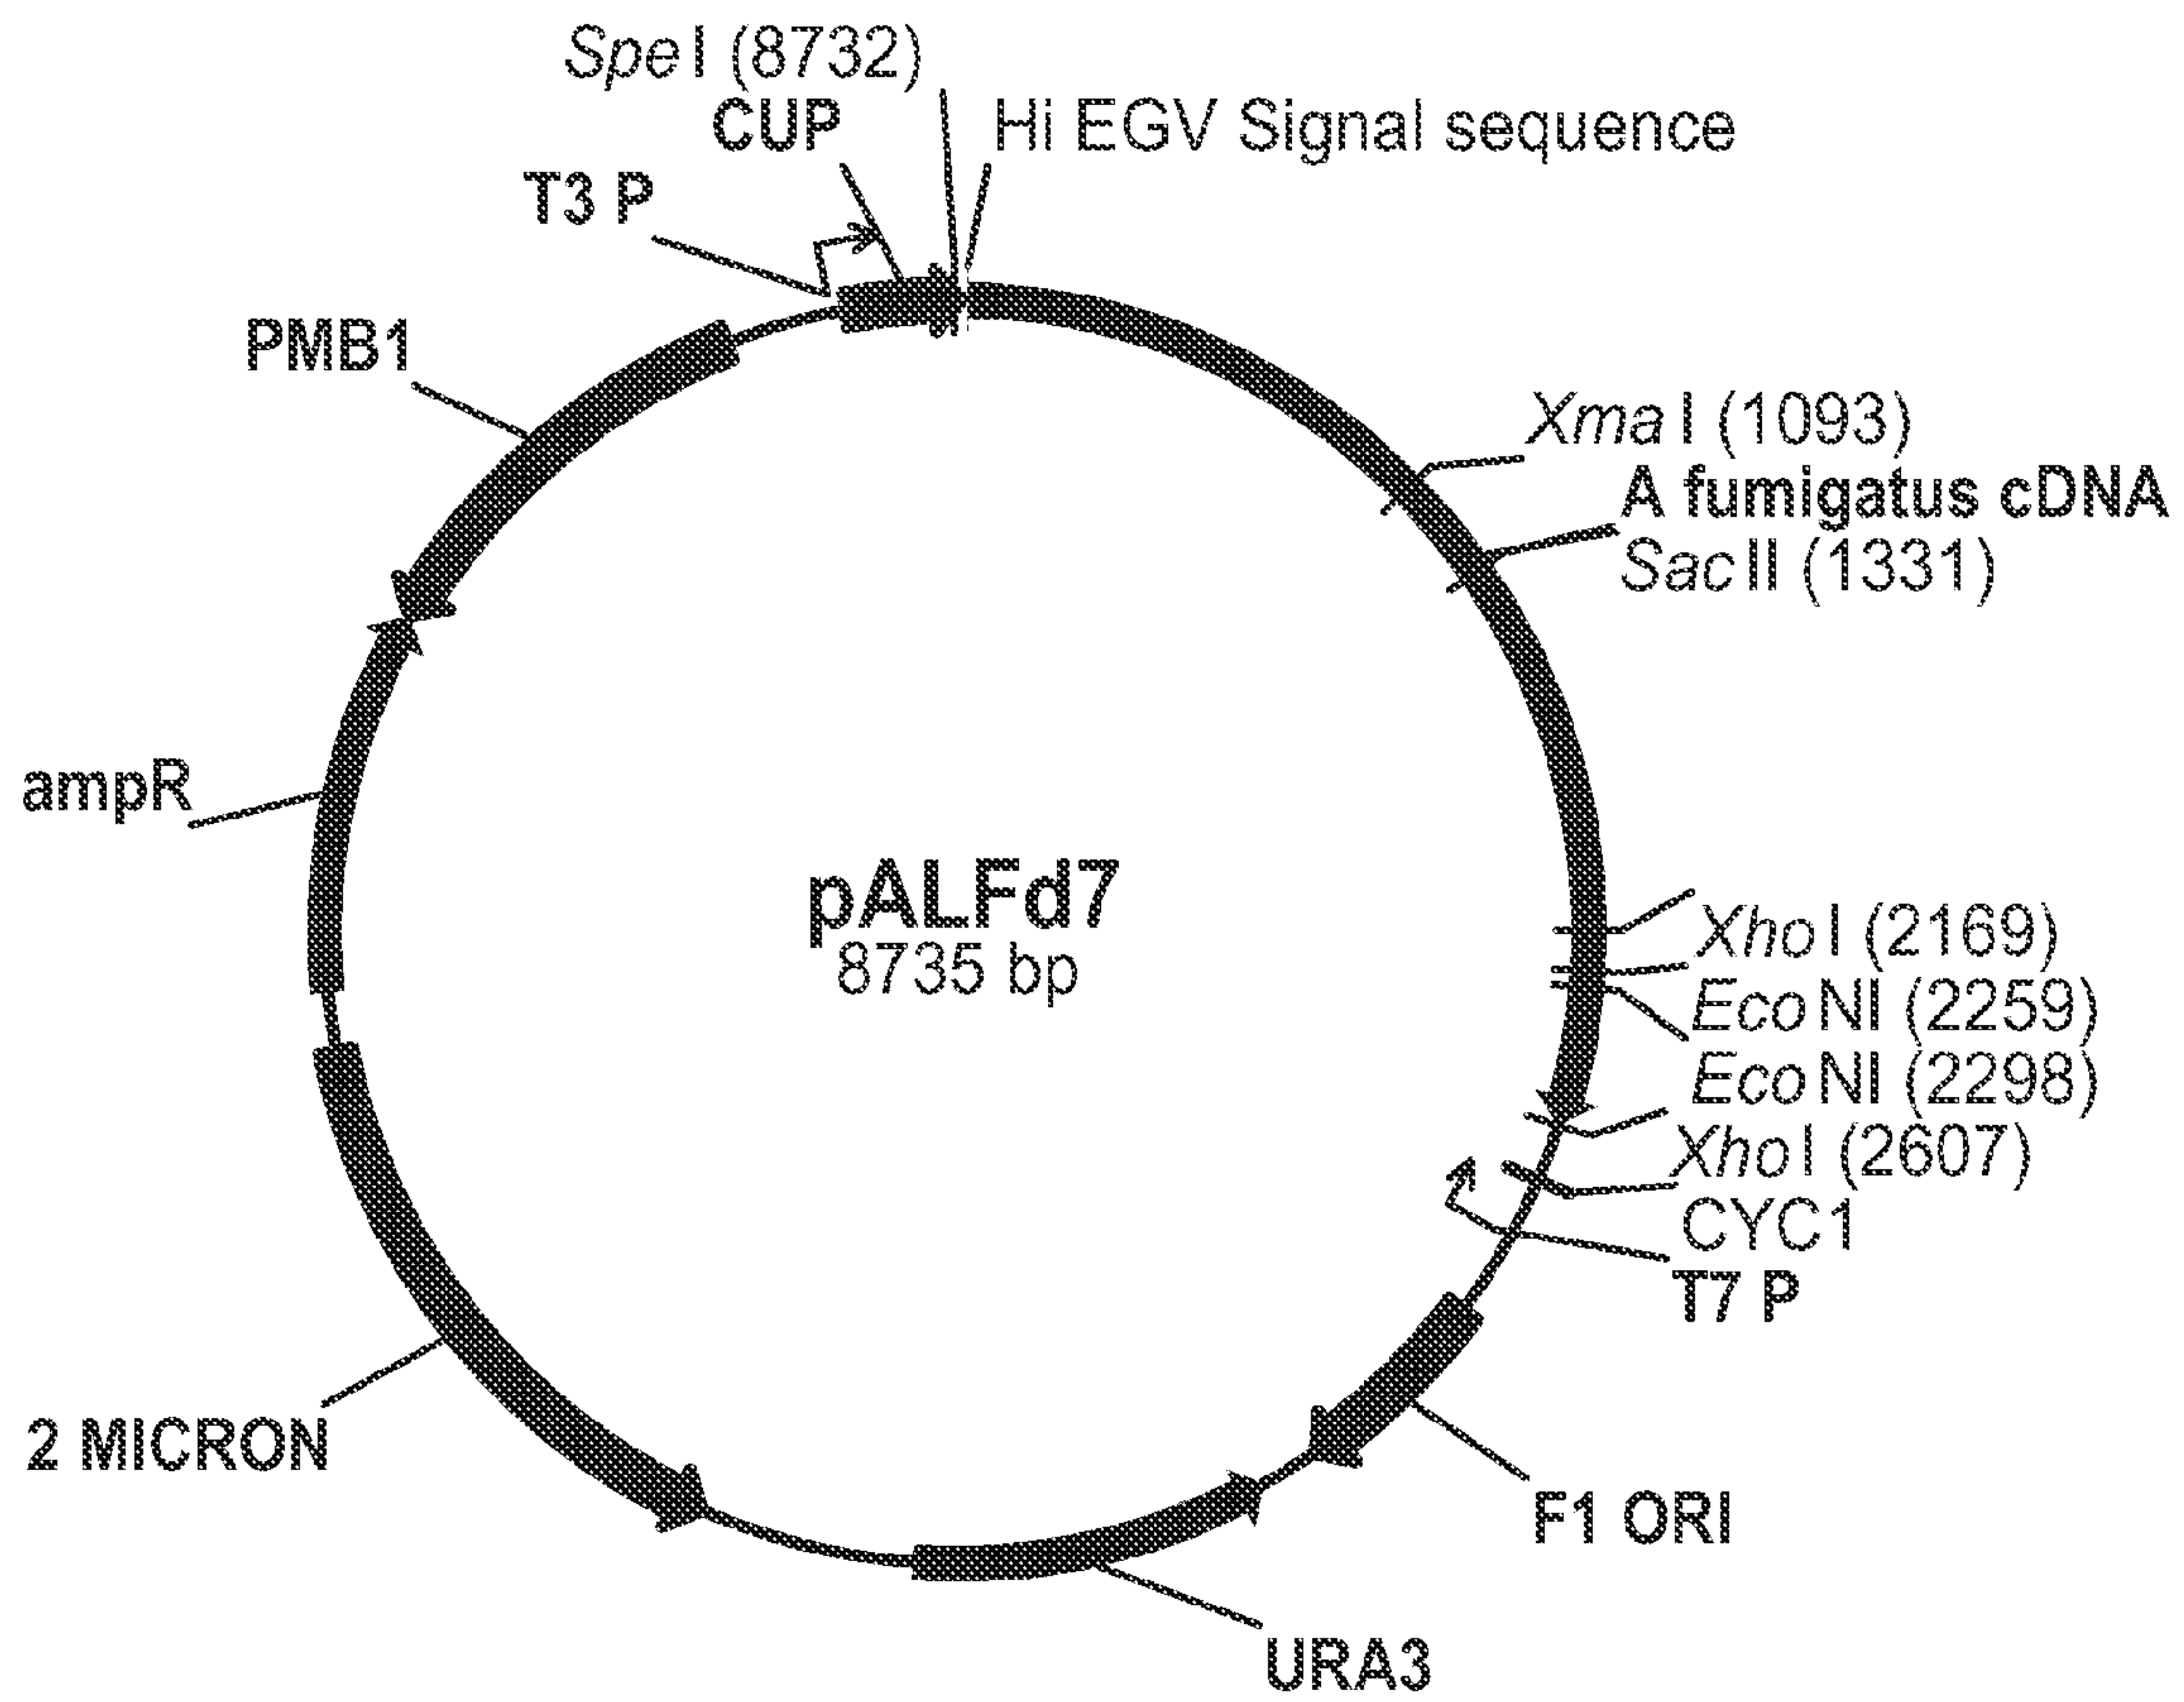 SpeI (8732)
CUP
Hi EGV Signal sequence
T3 P
PMB1
XmaI (1093)
A fumigatus cDNA
SacII (1331)
ampR
pALFd7
8735 bp
XhoI (2169)
EcoNI (2259)
EcoNI (2298)
XhoI (2607)
CYC1
T7 P
2 MICRON
F1 ORI
URA3